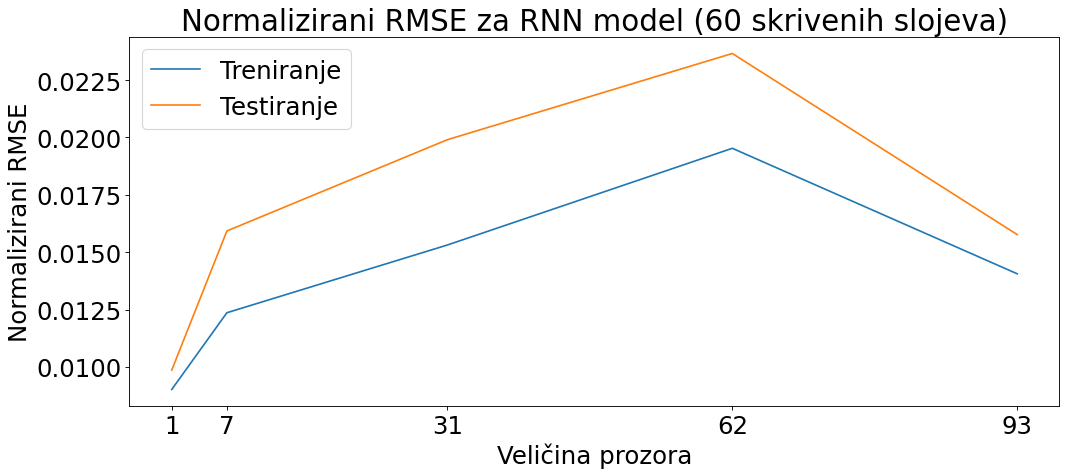 Normalizirani RMSE za RNN model (60 skrivenih slojeva)
Treniranje
Testiranje
Normalizirani RMSE
0.0225
0.0200
0.0175
0.0150
0.0125
0.0100
1 7 31 62 93
Veličina prozora